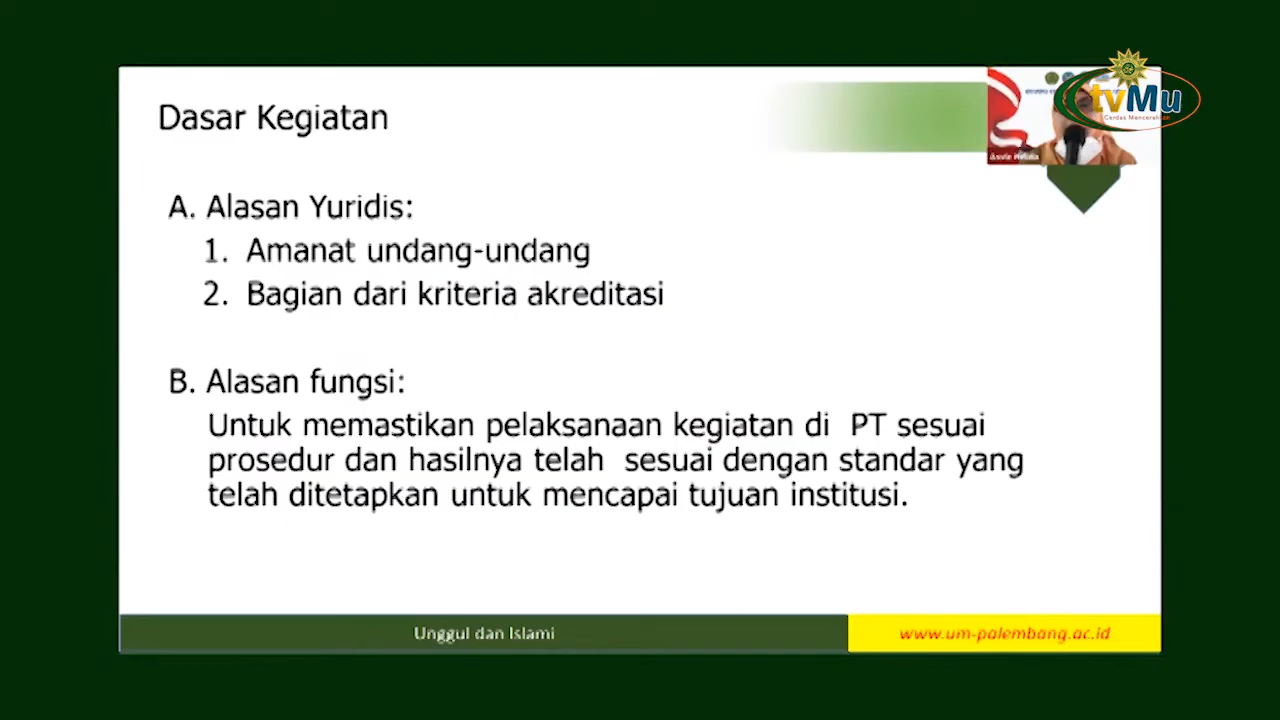 Dasar Kegiatan
tvMu
Cerdas Mencerahkan
A. Alasan Yuridis:
1. Amanat undang-undang
2. Bagian dari kriteria akreditasi
B. Alasan fungsi:
Untuk memastikan pelaksanaan kegiatan di PT sesuai
prosedur dan hasilnya telah sesuai dengan standar yang
telah ditetapkan untuk mencapai tujuan institusi.
Unggul dan Islami
www.um-palembang.ac.id